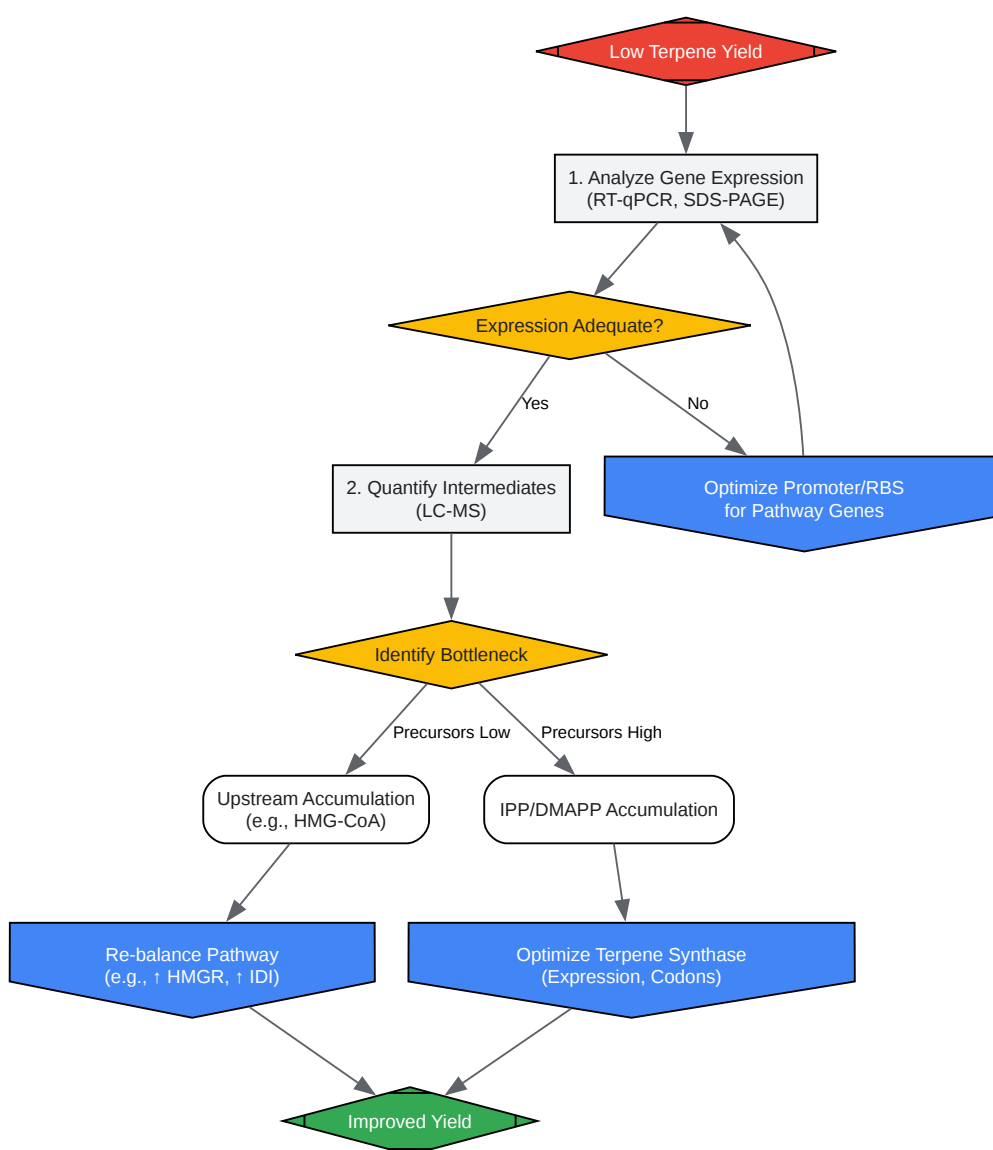 Low Terpene Yield
1. Analyze Gene Expression
(RT-qPCR, SDS-PAGE)
Expression Adequate?
Yes
No
2. Quantify Intermediates
(LC-MS)
Optimize Promoter/RBS
for Pathway Genes
Identify Bottleneck
Precursors Low
Precursors High
Upstream Accumulation
(e.g., HMG-CoA)
IPP/DMAPP Accumulation
Re-balance Pathway
(e.g., ↑ HMGR, ↑ IDI)
Optimize Terpene Synthase
(Expression, Codons)
Improved Yield